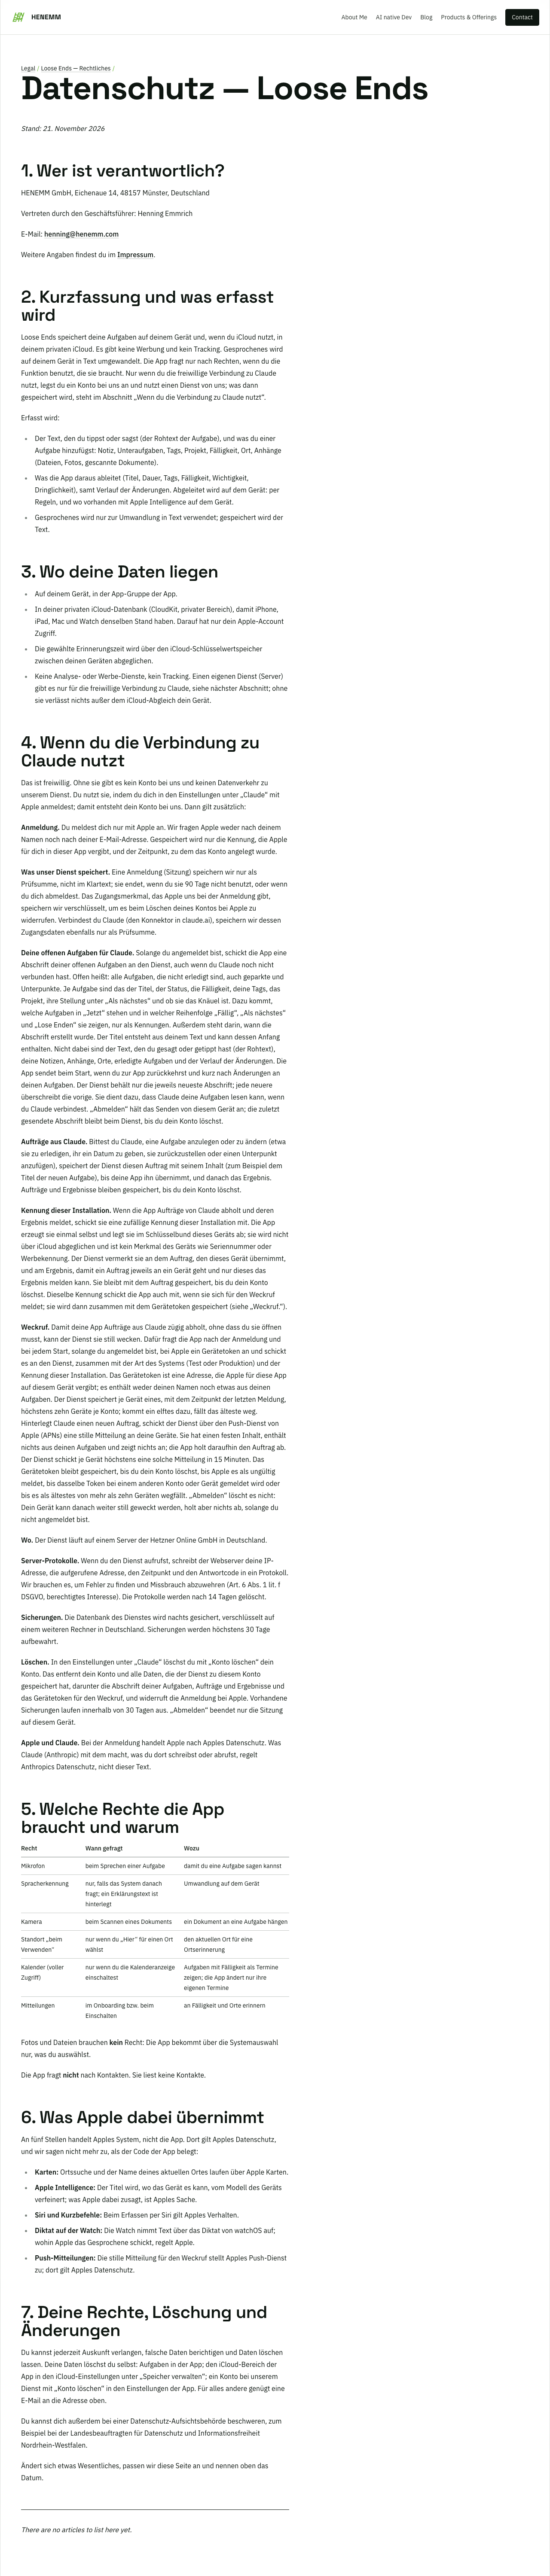 HENEMM
About Me
AI native Dev
Blog
Products & Offerings
Contact
Legal / Loose Ends — Rechtliches /
Datenschutz — Loose Ends
Stand: 21. November 2026
1. Wer ist verantwortlich?
HENEMM GmbH, Eichenaue 14, 48157 Münster, Deutschland
Vertreten durch den Geschäftsführer: Henning Emmrich
E-Mail: henning@henemm.com
Weitere Angaben findest du im Impressum.
2. Kurzfassung und was erfasst
wird
Loose Ends speichert deine Aufgaben auf deinem Gerät und, wenn du iCloud nutzt, in
deinem privaten iCloud. Es gibt keine Werbung und kein Tracking. Gesprochenes wird
auf deinem Gerät in Text umgewandelt. Die App fragt nur nach Rechten, wenn du die
Funktion benutzt, die sie braucht. Nur wenn du die freiwillige Verbindung zu Claude
nutzt, legst du ein Konto bei uns an und nutzt einen Dienst von uns; was dann
gespeichert wird, steht im Abschnitt „Wenn du die Verbindung zu Claude nutzt“.
Erfasst wird:
Der Text, den du tippst oder sagst (der Rohtext der Aufgabe), und was du einer
Aufgabe hinzufügst: Notiz, Unteraufgaben, Tags, Projekt, Fälligkeit, Ort, Anhänge
(Dateien, Fotos, gescannte Dokumente).
Was die App daraus ableitet (Titel, Dauer, Tags, Fälligkeit, Wichtigkeit,
Dringlichkeit), samt Verlauf der Änderungen. Abgeleitet wird auf dem Gerät: per
Regeln, und wo vorhanden mit Apple Intelligence auf dem Gerät.
Gesprochenes wird nur zur Umwandlung in Text verwendet; gespeichert wird der
Text.
3. Wo deine Daten liegen
Auf deinem Gerät, in der App-Gruppe der App.
In deiner privaten iCloud-Datenbank (CloudKit, privater Bereich), damit iPhone,
iPad, Mac und Watch denselben Stand haben. Darauf hat nur dein Apple-Account
Zugriff.
Die gewählte Erinnerungszeit wird über den iCloud-Schlüsselwertspeicher
zwischen deinen Geräten abgeglichen.
Keine Analyse- oder Werbe-Dienste, kein Tracking. Einen eigenen Dienst (Server)
gibt es nur für die freiwillige Verbindung zu Claude, siehe nächster Abschnitt; ohne
sie verlässt nichts außer dem iCloud-Abgleich dein Gerät.
4. Wenn du die Verbindung zu
Claude nutzt
Das ist freiwillig. Ohne sie gibt es kein Konto bei uns und keinen Datenverkehr zu
unserem Dienst. Du nutzt sie, indem du dich in den Einstellungen unter „Claude“ mit
Apple anmeldest; damit entsteht dein Konto bei uns. Dann gilt zusätzlich:
Anmeldung. Du meldest dich nur mit Apple an. Wir fragen Apple weder nach deinem
Namen noch nach deiner E-Mail-Adresse. Gespeichert wird nur die Kennung, die Apple
für dich in dieser App vergibt, und der Zeitpunkt, zu dem das Konto angelegt wurde.
Was unser Dienst speichert. Eine Anmeldung (Sitzung) speichern wir nur als
Prüfsumme, nicht im Klartext; sie endet, wenn du sie 90 Tage nicht benutzt, oder wenn
du dich abmeldest. Das Zugangsmerkmal, das Apple uns bei der Anmeldung gibt,
speichern wir verschlüsselt, um es beim Löschen deines Kontos bei Apple zu
widerrufen. Verbindest du Claude (den Konnektor in claude.ai), speichern wir dessen
Zugangsdaten ebenfalls nur als Prüfsumme.
Deine offenen Aufgaben für Claude. Solange du angemeldet bist, schickt die App eine
Abschrift deiner offenen Aufgaben an den Dienst, auch wenn du Claude noch nicht
verbunden hast. Offen heißt: alle Aufgaben, die nicht erledigt sind, auch geparkte und
Unterpunkte. Je Aufgabe sind das der Titel, der Status, die Fälligkeit, deine Tags, das
Projekt, ihre Stellung unter „Als nächstes“ und ob sie das Knäuel ist. Dazu kommt,
welche Aufgaben in „Jetzt“ stehen und in welcher Reihenfolge „Fällig“, „Als nächstes“
und „Lose Enden“ sie zeigen, nur als Kennungen. Außerdem steht darin, wann die
Abschrift erstellt wurde. Der Titel entsteht aus deinem Text und kann dessen Anfang
enthalten. Nicht dabei sind der Text, den du gesagt oder getippt hast (der Rohtext),
deine Notizen, Anhänge, Orte, erledigte Aufgaben und der Verlauf der Änderungen. Die
App sendet beim Start, wenn du zur App zurückkehrst und kurz nach Änderungen an
deinen Aufgaben. Der Dienst behält nur die jeweils neueste Abschrift; jede neuere
überschreibt die vorige. Sie dient dazu, dass Claude deine Aufgaben lesen kann, wenn
du Claude verbindest. „Abmelden“ hält das Senden von diesem Gerät an; die zuletzt
gesendete Abschrift bleibt beim Dienst, bis du dein Konto löschst.
Aufträge aus Claude. Bittest du Claude, eine Aufgabe anzulegen oder zu ändern (etwa
sie zu erledigen, ihr ein Datum zu geben, sie zurückzustellen oder einen Unterpunkt
anzufügen), speichert der Dienst diesen Auftrag mit seinem Inhalt (zum Beispiel dem
Titel der neuen Aufgabe), bis deine App ihn übernimmt, und danach das Ergebnis.
Aufträge und Ergebnisse bleiben gespeichert, bis du dein Konto löschst.
Kennung dieser Installation. Wenn die App Aufträge von Claude abholt und deren
Ergebnis meldet, schickt sie eine zufällige Kennung dieser Installation mit. Die App
erzeugt sie einmal selbst und legt sie im Schlüsselbund dieses Geräts ab; sie wird nicht
über iCloud abgeglichen und ist kein Merkmal des Geräts wie Seriennummer oder
Werbekennung. Der Dienst vermerkt sie an dem Auftrag, den dieses Gerät übernimmt,
und am Ergebnis, damit ein Auftrag jeweils an ein Gerät geht und nur dieses das
Ergebnis melden kann. Sie bleibt mit dem Auftrag gespeichert, bis du dein Konto
löschst. Dieselbe Kennung schickt die App auch mit, wenn sie sich für den Weckruf
meldet; sie wird dann zusammen mit dem Gerätetoken gespeichert (siehe „Weckruf.“).
Weckruf. Damit deine App Aufträge aus Claude zügig abholt, ohne dass du sie öffnen
musst, kann der Dienst sie still wecken. Dafür fragt die App nach der Anmeldung und
bei jedem Start, solange du angemeldet bist, bei Apple ein Gerätetoken an und schickt
es an den Dienst, zusammen mit der Art des Systems (Test oder Produktion) und der
Kennung dieser Installation. Das Gerätetoken ist eine Adresse, die Apple für diese App
auf diesem Gerät vergibt; es enthält weder deinen Namen noch etwas aus deinen
Aufgaben. Der Dienst speichert je Gerät eines, mit dem Zeitpunkt der letzten Meldung,
höchstens zehn Geräte je Konto; kommt ein elftes dazu, fällt das älteste weg.
Hinterlegt Claude einen neuen Auftrag, schickt der Dienst über den Push-Dienst von
Apple (APNs) eine stille Mitteilung an deine Geräte. Sie hat einen festen Inhalt, enthält
nichts aus deinen Aufgaben und zeigt nichts an; die App holt daraufhin den Auftrag ab.
Der Dienst schickt je Gerät höchstens eine solche Mitteilung in 15 Minuten. Das
Gerätetoken bleibt gespeichert, bis du dein Konto löschst, bis Apple es als ungültig
meldet, bis dasselbe Token bei einem anderen Konto oder Gerät gemeldet wird oder
bis es als ältestes von mehr als zehn Geräten wegfällt. „Abmelden“ löscht es nicht:
Dein Gerät kann danach weiter still geweckt werden, holt aber nichts ab, solange du
nicht angemeldet bist.
Wo. Der Dienst läuft auf einem Server der Hetzner Online GmbH in Deutschland.
Server-Protokolle. Wenn du den Dienst aufrufst, schreibt der Webserver deine IP-
Adresse, die aufgerufene Adresse, den Zeitpunkt und den Antwortcode in ein Protokoll.
Wir brauchen es, um Fehler zu finden und Missbrauch abzuwehren (Art. 6 Abs. 1 lit. f
DSGVO, berechtigtes Interesse). Die Protokolle werden nach 14 Tagen gelöscht.
Sicherungen. Die Datenbank des Dienstes wird nachts gesichert, verschlüsselt auf
einem weiteren Rechner in Deutschland. Sicherungen werden höchstens 30 Tage
aufbewahrt.
Löschen. In den Einstellungen unter „Claude“ löschst du mit „Konto löschen“ dein
Konto. Das entfernt dein Konto und alle Daten, die der Dienst zu diesem Konto
gespeichert hat, darunter die Abschrift deiner Aufgaben, Aufträge und Ergebnisse und
das Gerätetoken für den Weckruf, und widerruft die Anmeldung bei Apple. Vorhandene
Sicherungen laufen innerhalb von 30 Tagen aus. „Abmelden“ beendet nur die Sitzung
auf diesem Gerät.
Apple und Claude. Bei der Anmeldung handelt Apple nach Apples Datenschutz. Was
Claude (Anthropic) mit dem macht, was du dort schreibst oder abrufst, regelt
Anthropics Datenschutz, nicht dieser Text.
5. Welche Rechte die App
braucht und warum
Recht Wann gefragt Wozu
Mikrofon beim Sprechen einer Aufgabe damit du eine Aufgabe sagen kannst
Spracherkennung nur, falls das System danach fragt; ein Erklärungstext ist hinterlegt Umwandlung auf dem Gerät
Kamera beim Scannen eines Dokuments ein Dokument an eine Aufgabe hängen
Standort „beim Verwenden“ nur wenn du „Hier“ für einen Ort wählst den aktuellen Ort für eine Ortserinnerung
Kalender (voller Zugriff) nur wenn du die Kalenderanzeige einschaltest Aufgaben mit Fälligkeit als Termine zeigen; die App ändert nur ihre eigenen Termine
Mitteilungen im Onboarding bzw. beim Einschalten an Fälligkeit und Orte erinnern
Fotos und Dateien brauchen kein Recht: Die App bekommt über die Systemauswahl
nur, was du auswählst.
Die App fragt nicht nach Kontakten. Sie liest keine Kontakte.
6. Was Apple dabei übernimmt
An fünf Stellen handelt Apples System, nicht die App. Dort gilt Apples Datenschutz,
und wir sagen nicht mehr zu, als der Code der App belegt:
Karten: Ortssuche und der Name deines aktuellen Ortes laufen über Apple Karten.
Apple Intelligence: Der Titel wird, wo das Gerät es kann, vom Modell des Geräts
verfeinert; was Apple dabei zusagt, ist Apples Sache.
Siri und Kurzbefehle: Beim Erfassen per Siri gilt Apples Verhalten.
Diktat auf der Watch: Die Watch nimmt Text über das Diktat von watchOS auf;
wohin Apple das Gesprochene schickt, regelt Apple.
Push-Mitteilungen: Die stille Mitteilung für den Weckruf stellt Apples Push-Dienst
zu; dort gilt Apples Datenschutz.
7. Deine Rechte, Löschung und
Änderungen
Du kannst jederzeit Auskunft verlangen, falsche Daten berichtigen und Daten löschen
lassen. Deine Daten löschst du selbst: Aufgaben in der App; den iCloud-Bereich der
App in den iCloud-Einstellungen unter „Speicher verwalten“; ein Konto bei unserem
Dienst mit „Konto löschen“ in den Einstellungen der App. Für alles andere genügt eine
E-Mail an die Adresse oben.
Du kannst dich außerdem bei einer Datenschutz-Aufsichtsbehörde beschweren, zum
Beispiel bei der Landesbeauftragten für Datenschutz und Informationsfreiheit
Nordrhein-Westfalen.
Ändert sich etwas Wesentliches, passen wir diese Seite an und nennen oben das
Datum.
There are no articles to list here yet.